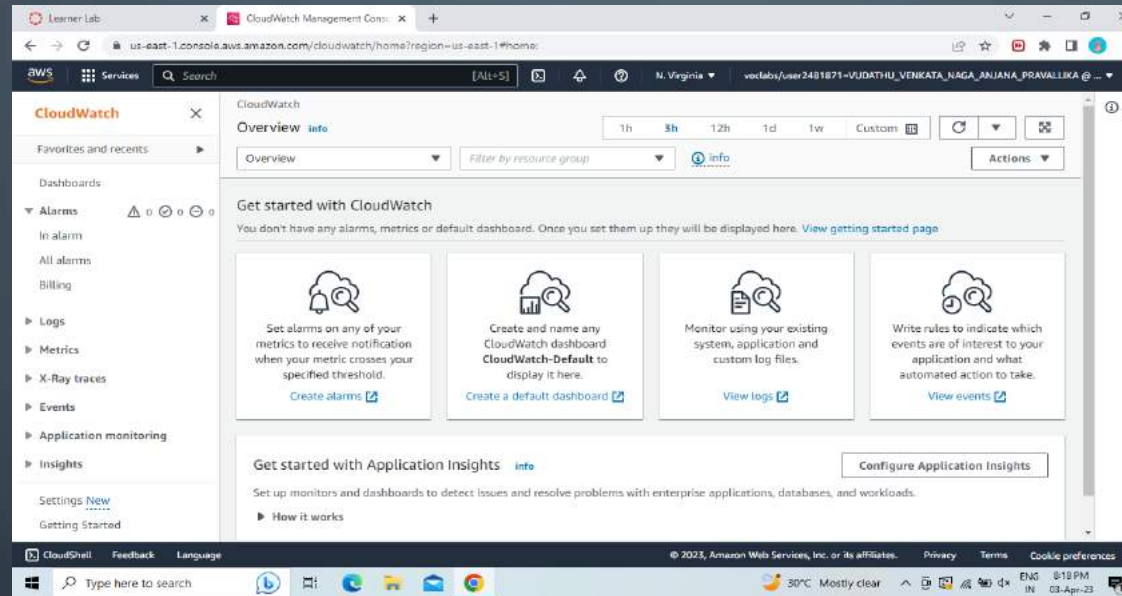 Learner Lab
CloudWatch Management Cons
us-east-1.console.aws.amazon.com/cloudwatch/home?region=us-east-1#home:
aws Services Search [Alt+S] N. Virginia voclabs/user2481871=VUDATHU_VENKATA_NAGA_ANJANA_PRAVALLIKA @ ...
CloudWatch
Favorites and recents
Dashboards
Alarms 0 0 0
In alarm
All alarms
Billing
Logs
Metrics
X-Ray traces
Events
Application monitoring
Insights
Settings New
Getting Started
CloudWatch
Overview info
1h 3h 12h 1d 1w Custom
Overview Filter by resource group info Actions
Get started with CloudWatch
You don't have any alarms, metrics or default dashboard. Once you set them up they will be displayed here. View getting started page
Set alarms on any of your
metrics to receive notification
when your metric crosses your
specified threshold.
Create alarms
Create and name any
CloudWatch dashboard
CloudWatch-Default to
display it here.
Create a default dashboard
Monitor using your existing
system, application and
custom log files.
View logs
Write rules to indicate which
events are of interest to your
application and what
automated action to take.
View events
Get started with Application Insights info
Configure Application Insights
Set up monitors and dashboards to detect issues and resolve problems with enterprise applications, databases, and workloads.
How it works
CloudShell Feedback Language © 2023, Amazon Web Services, Inc. or its affiliates. Privacy Terms Cookie preferences
Type here to search
30°C Mostly clear
ENG 8:18 PM
IN 03-Apr-23